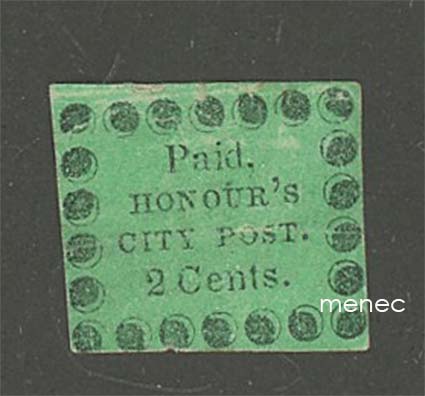 Paid.
HONOUR'S
CITY POST.
2 Cents.
menec